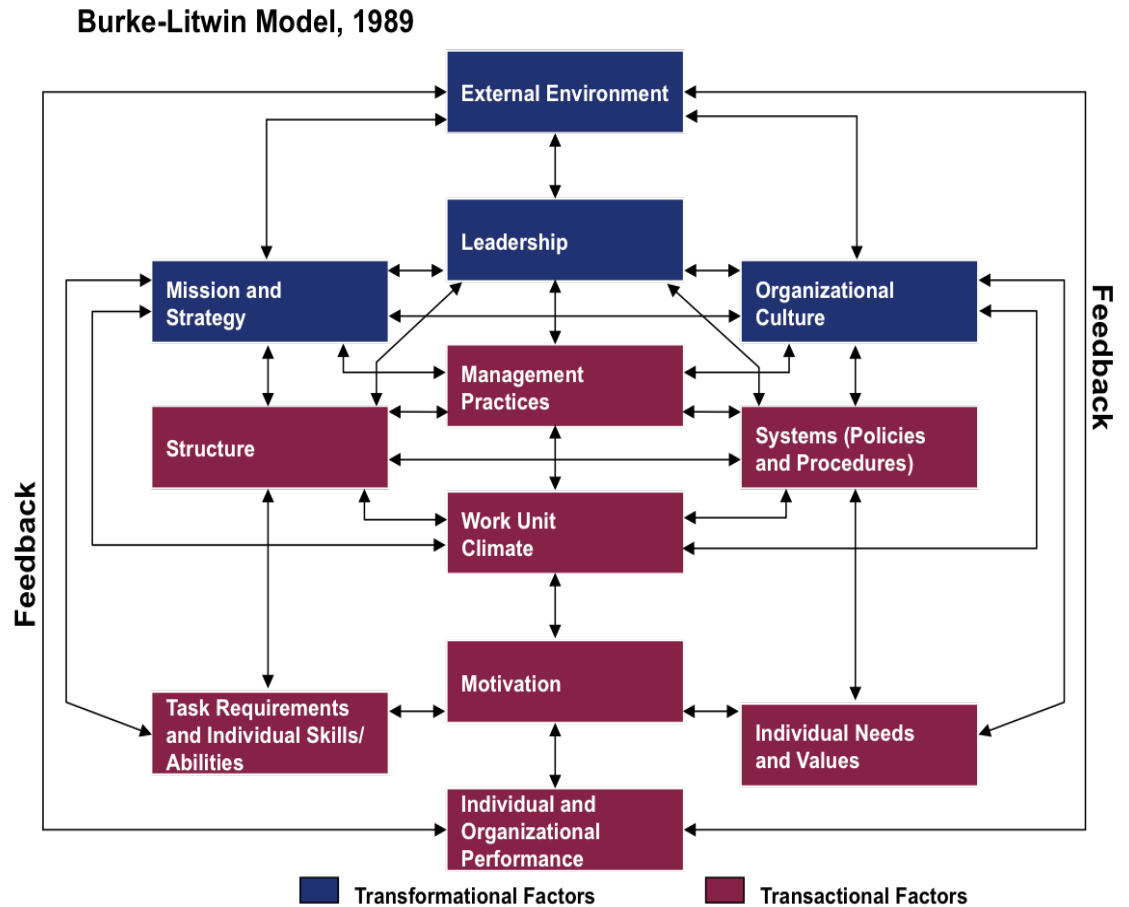 Burke-Litwin Model, 1989
External Environment
Leadership
Mission and
Strategy
Organizational
Culture
Feedback
Management
Practices
Structure
Systems (Policies
and Procedures)
Feedback
Work Unit
Climate
Motivation
Task Requirements
and Individual Skills/
Abilities
Individual Needs
and Values
Individual and
Organizational
Performance
Transformational Factors
Transactional Factors